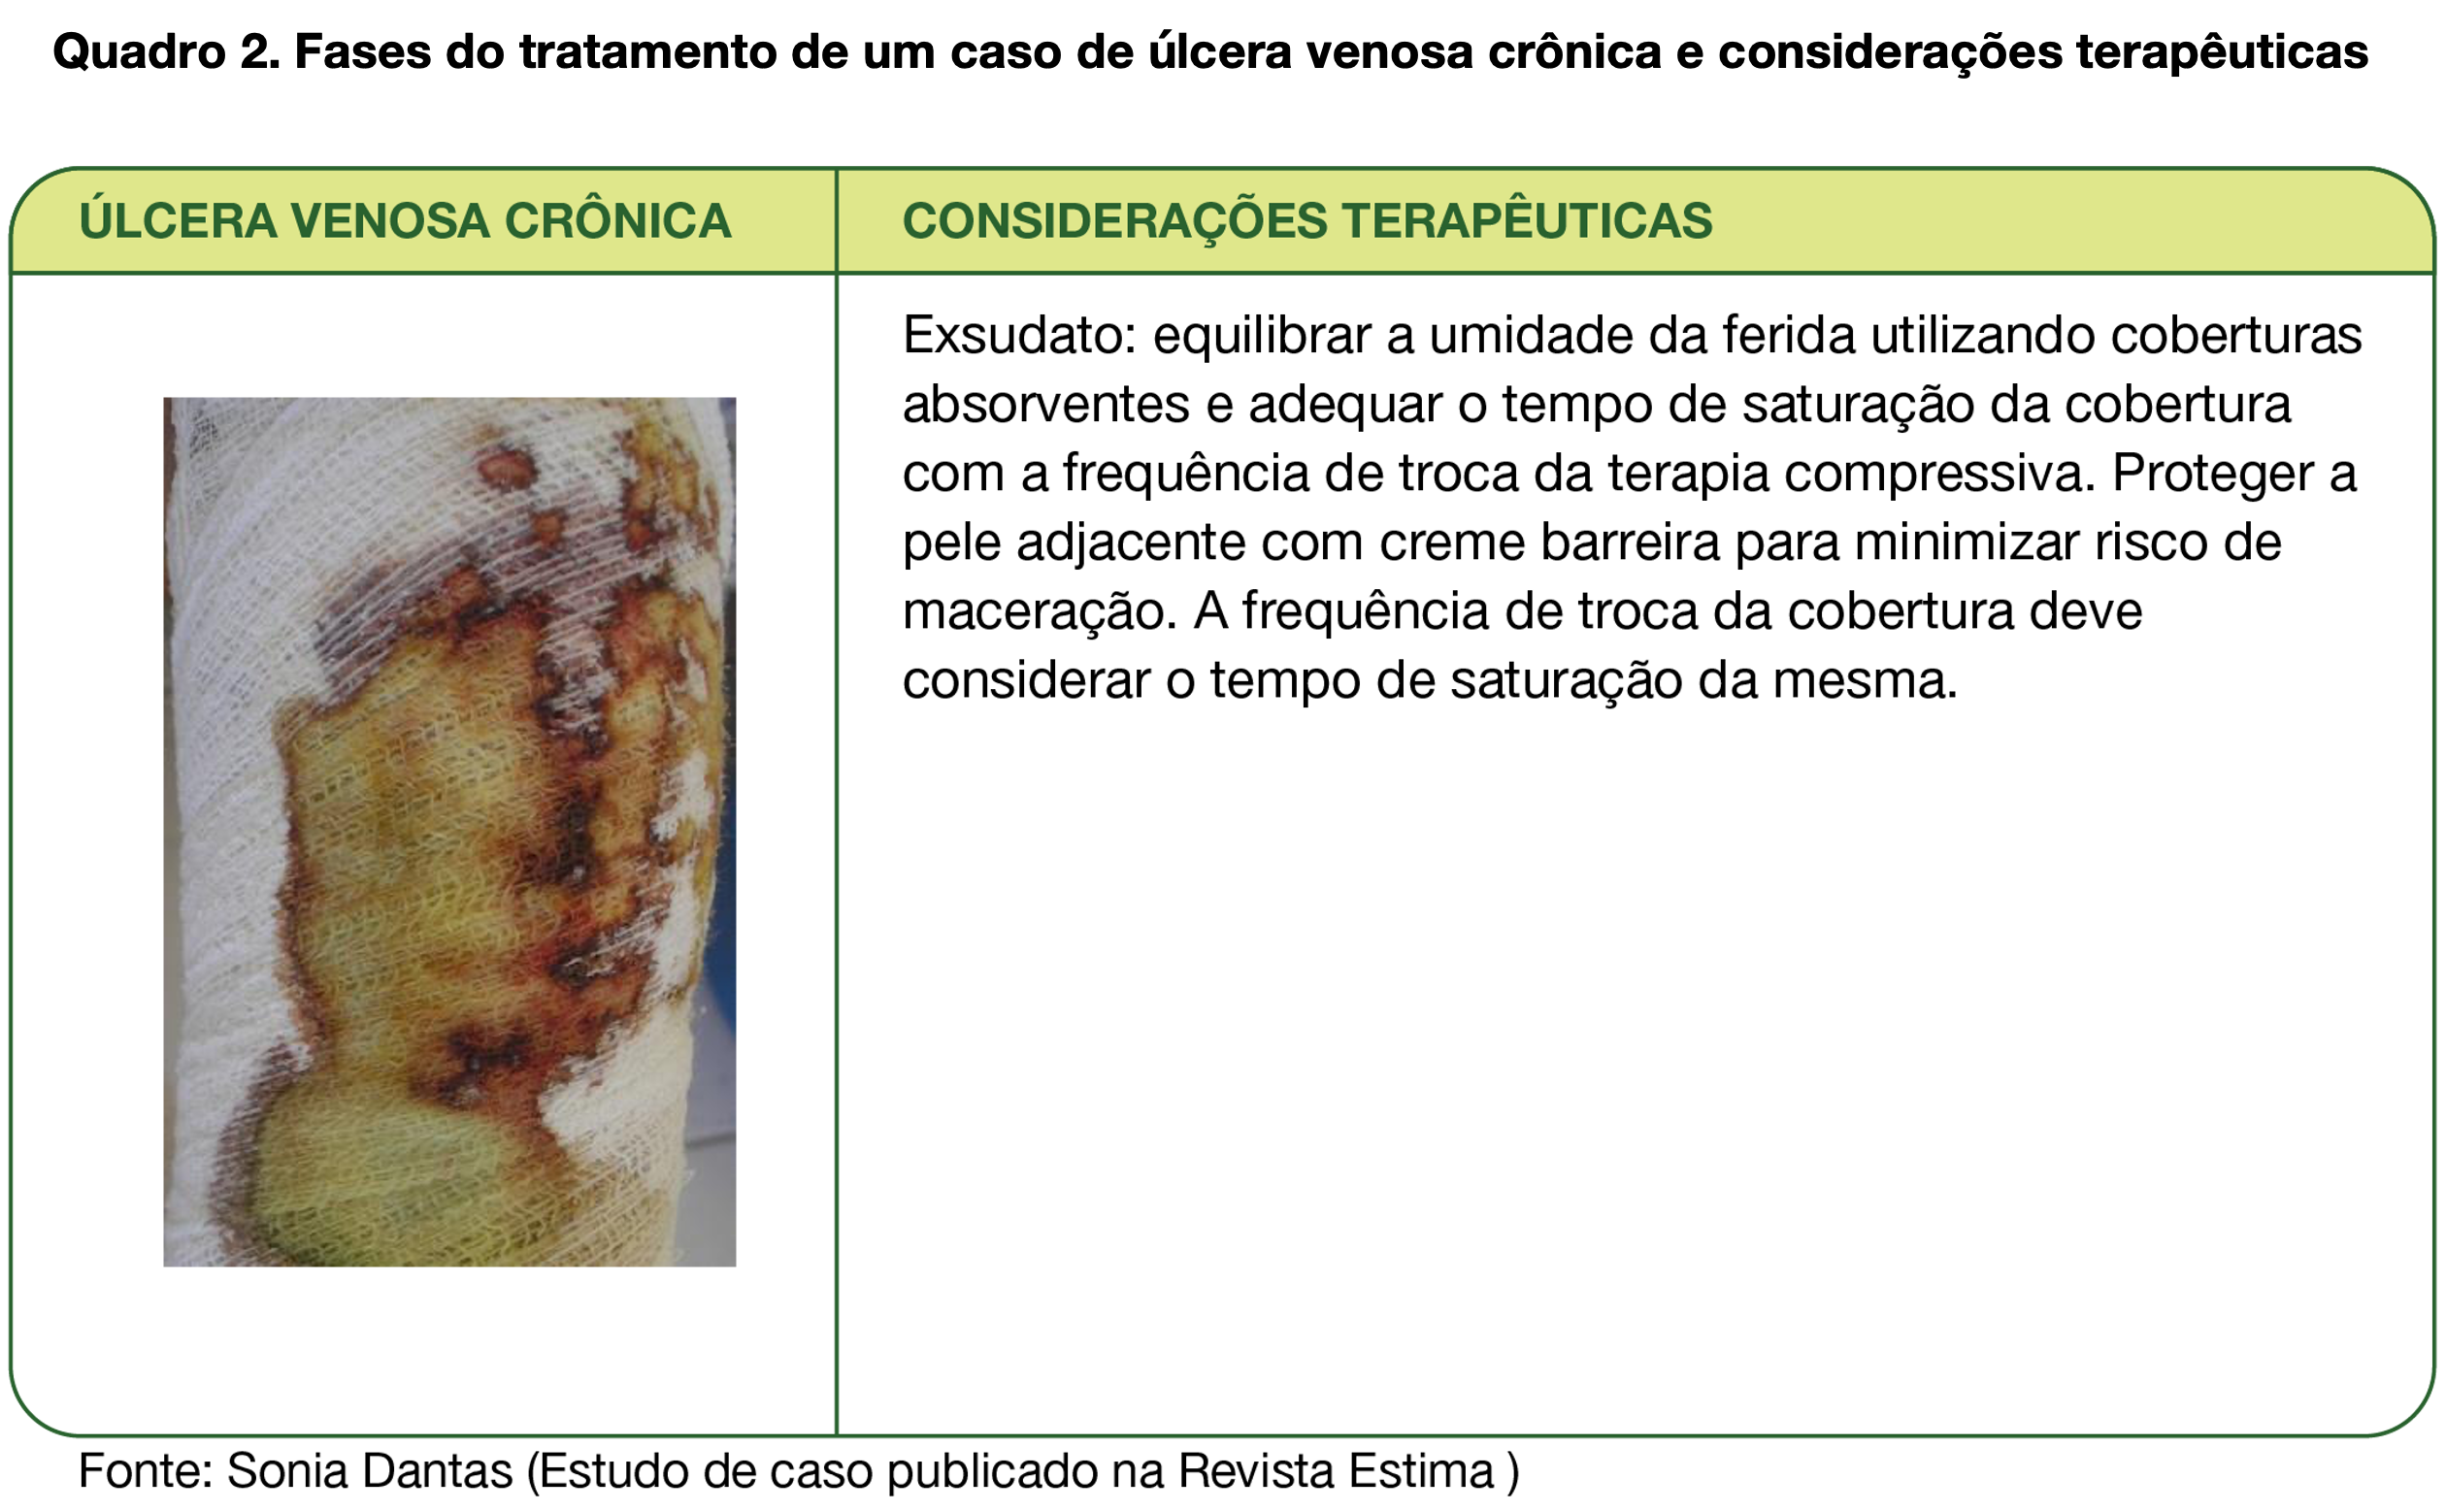 Quadro 2. Fases do tratamento de um caso de úlcera venosa crônica e considerações terapêuticas
ÚLCERA VENOSA CRÔNICA
CONSIDERAÇÕES TERAPÊUTICAS
Exsudato: equilibrar a umidade da ferida utilizando coberturas
absorventes e adequar o tempo de saturação da cobertura
com a frequência de troca da terapia compressiva. Proteger a
pele adjacente com creme barreira para minimizar risco de
maceração. A frequência de troca da cobertura deve
considerar o tempo de saturação da mesma.
Fonte: Sonia Dantas (Estudo de caso publicado na Revista Estima )